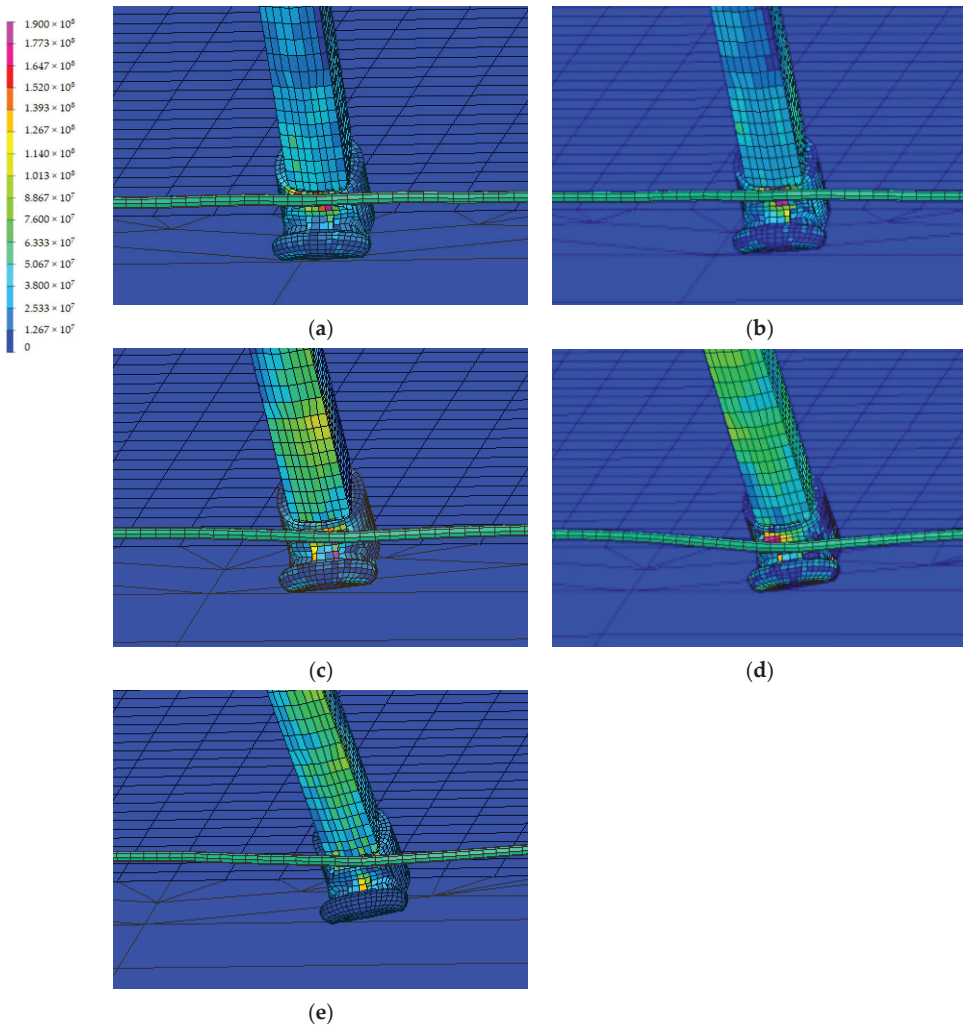 1.900 × 10⁸
1.773 × 10⁸
1.647 × 10⁸
1.520 × 10⁸
1.393 × 10⁸
1.267 × 10⁸
1.140 × 10⁸
1.013 × 10⁸
8.867 × 10⁷
7.600 × 10⁷
6.333 × 10⁷
5.067 × 10⁷
3.800 × 10⁷
2.533 × 10⁷
1.267 × 10⁷
0
(a)
(b)
(c)
(d)
(e)